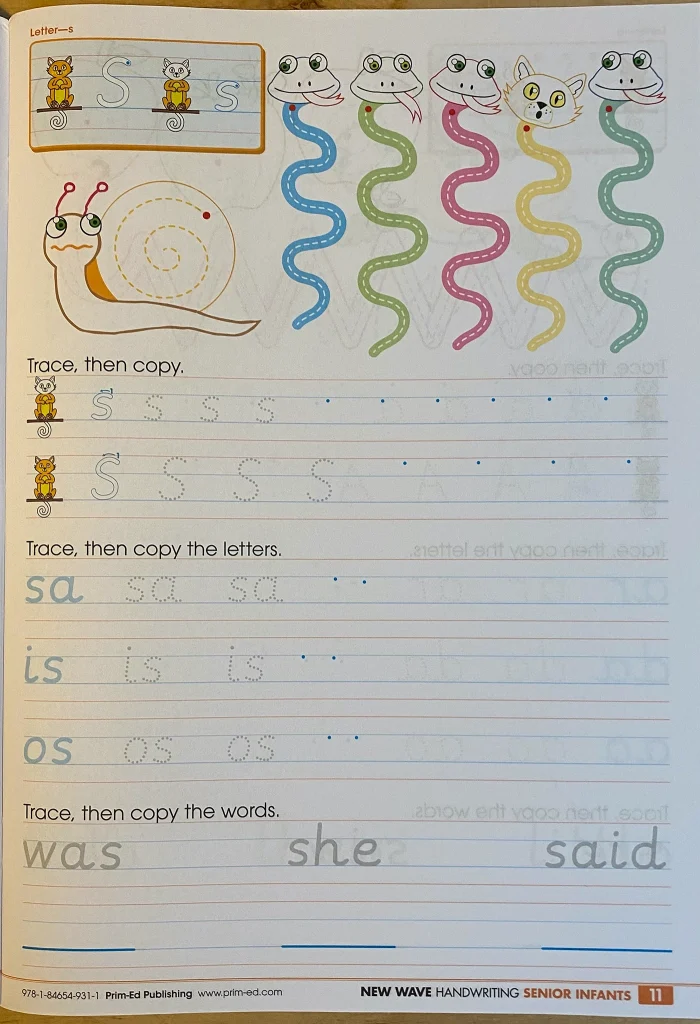 Letter—s
S s
Trace, then copy.
s s s s
S S S S
Trace, then copy the letters.
sa sa sa
is is is
os os os
Trace, then copy the words.
was she said
978-1-84654-931-1 Prim-Ed Publishing www.prim-ed.com NEW WAVE HANDWRITING SENIOR INFANTS 11